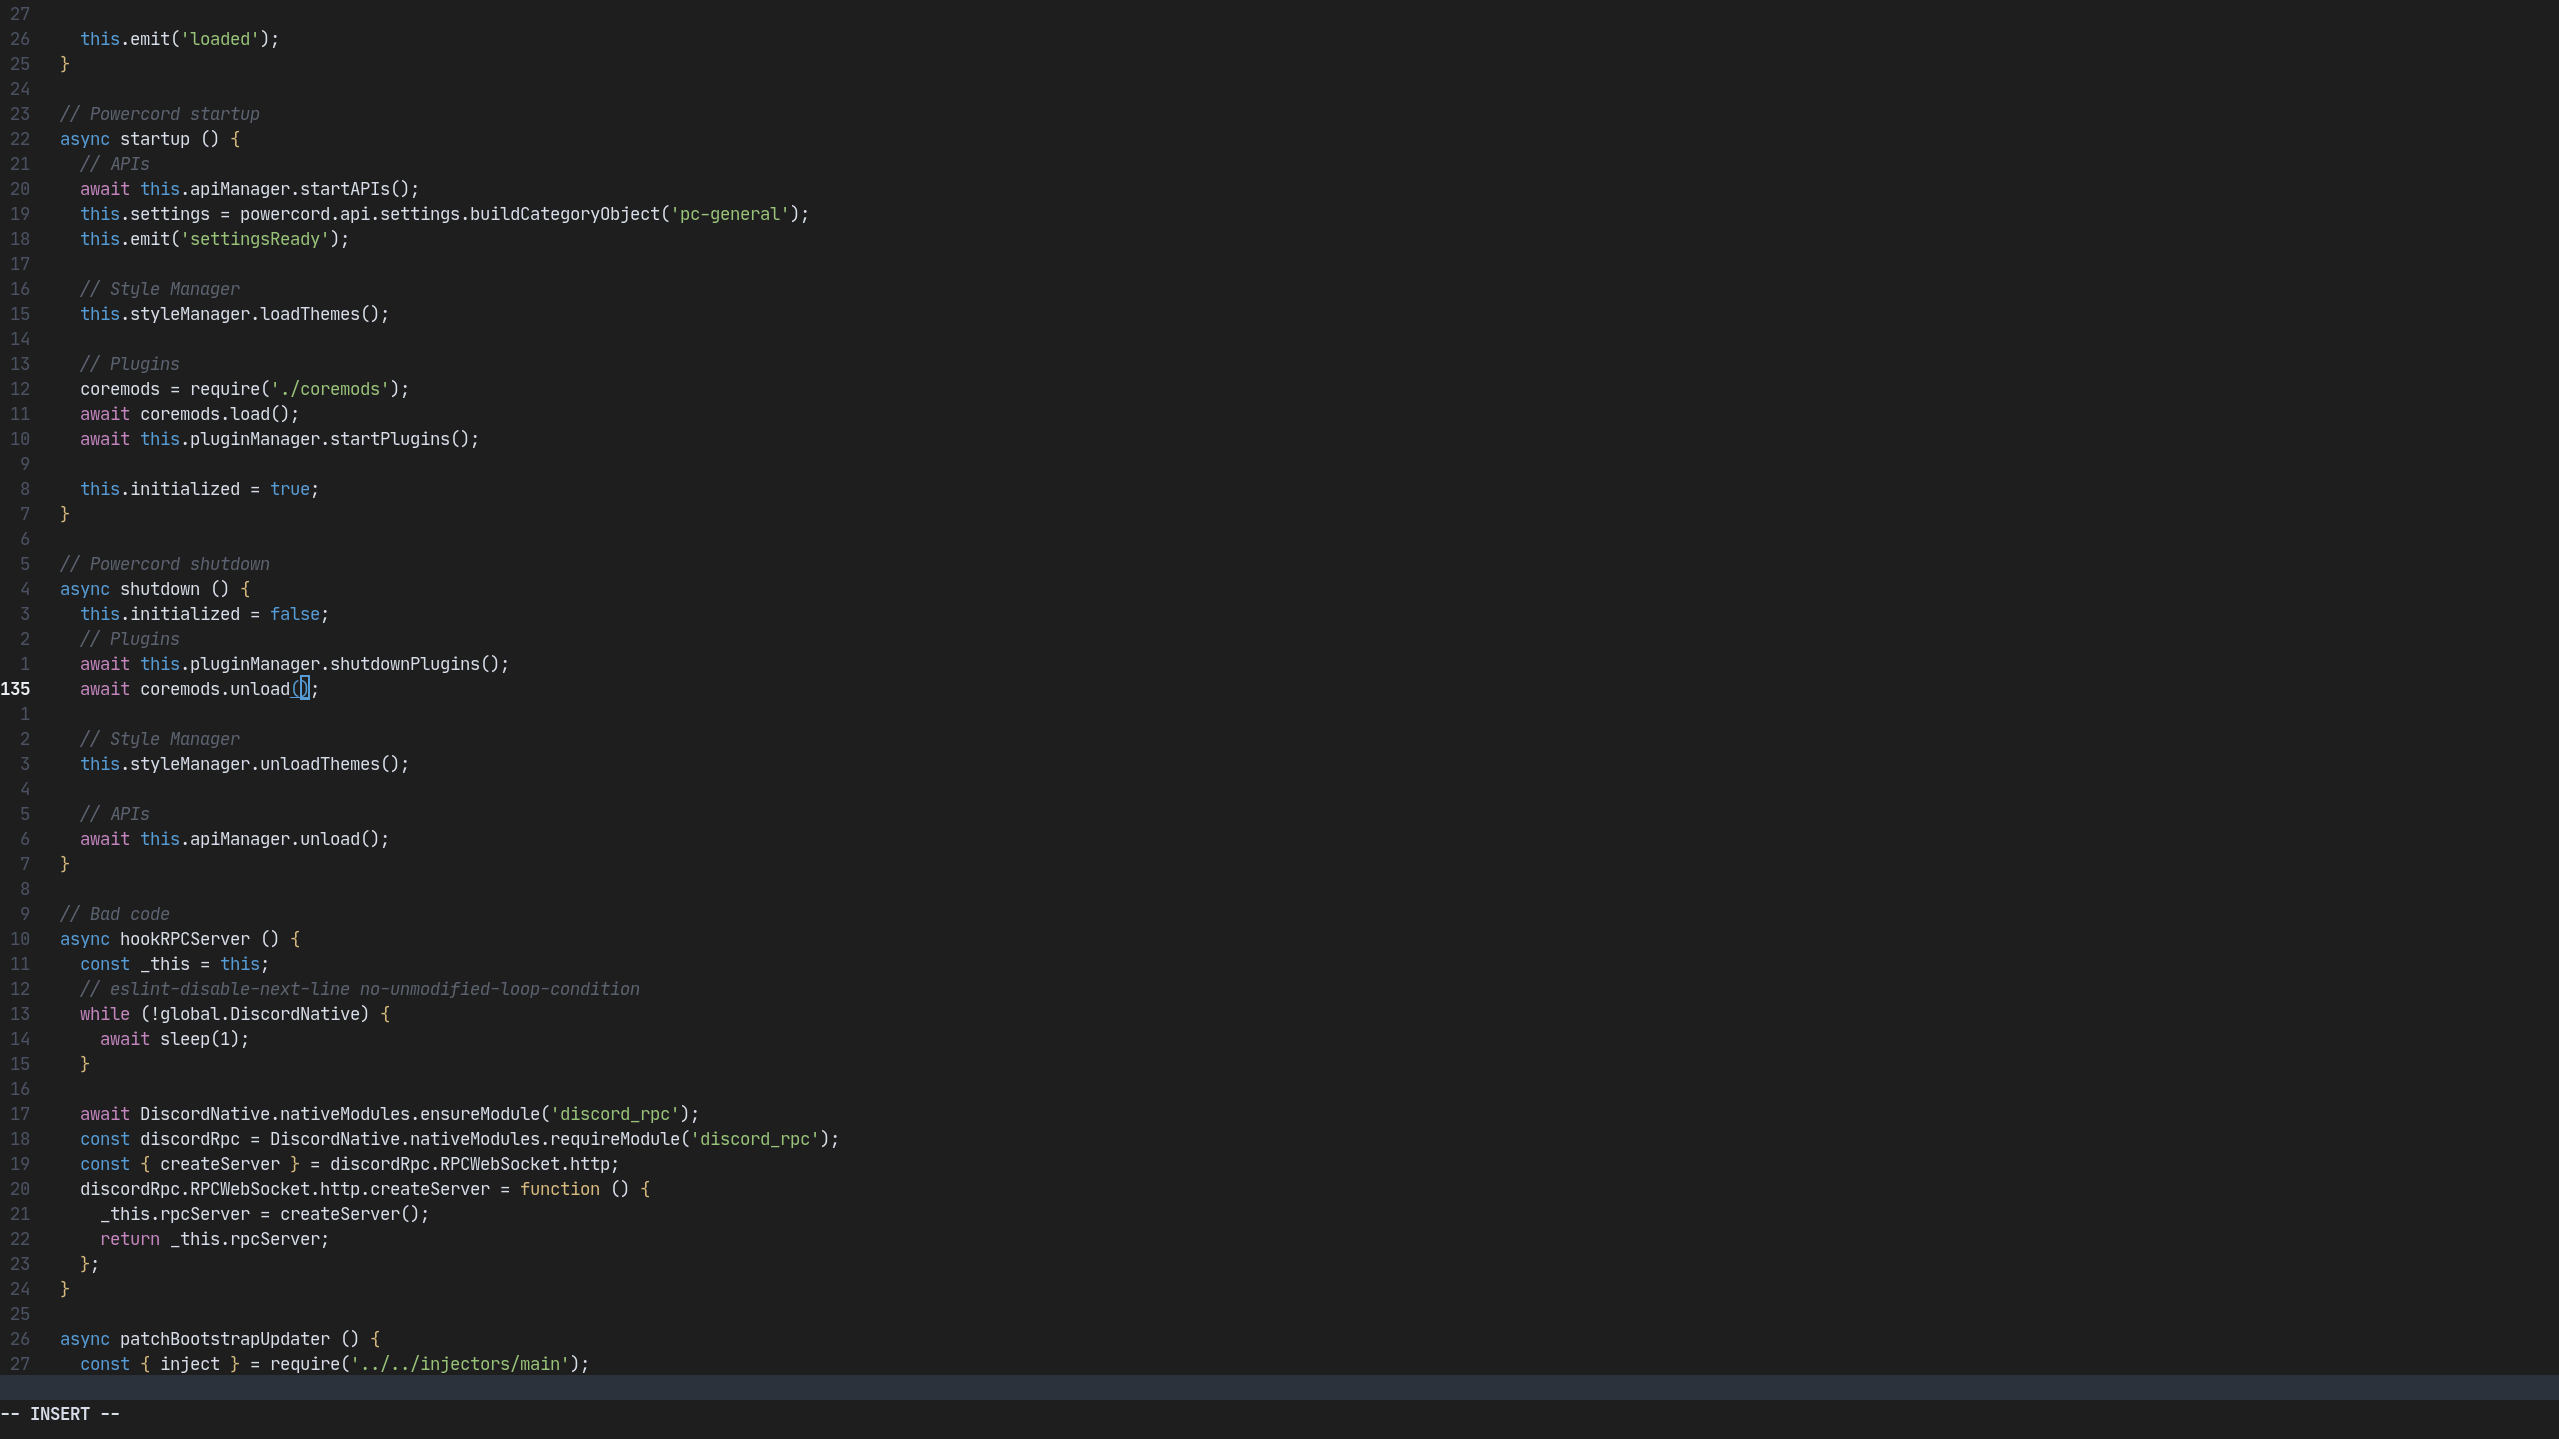 27
26 this.emit('loaded');
25 }
24
23 // Powercord startup
22 async startup () {
21 // APIs
20 await this.apiManager.startAPIs();
19 this.settings = powercord.api.settings.buildCategoryObject('pc-general');
18 this.emit('settingsReady');
17
16 // Style Manager
15 this.styleManager.loadThemes();
14
13 // Plugins
12 coremods = require('./coremods');
11 await coremods.load();
10 await this.pluginManager.startPlugins();
9
8 this.initialized = true;
7 }
6
5 // Powercord shutdown
4 async shutdown () {
3 this.initialized = false;
2 // Plugins
1 await this.pluginManager.shutdownPlugins();
135 await coremods.unload();
1
2 // Style Manager
3 this.styleManager.unloadThemes();
4
5 // APIs
6 await this.apiManager.unload();
7 }
8
9 // Bad code
10 async hookRPCServer () {
11 const _this = this;
12 // eslint-disable-next-line no-unmodified-loop-condition
13 while (!global.DiscordNative) {
14 await sleep(1);
15 }
16
17 await DiscordNative.nativeModules.ensureModule('discord_rpc');
18 const discordRpc = DiscordNative.nativeModules.requireModule('discord_rpc');
19 const { createServer } = discordRpc.RPCWebSocket.http;
20 discordRpc.RPCWebSocket.http.createServer = function () {
21 _this.rpcServer = createServer();
22 return _this.rpcServer;
23 };
24 }
25
26 async patchBootstrapUpdater () {
27 const { inject } = require('../../injectors/main');
-- INSERT --